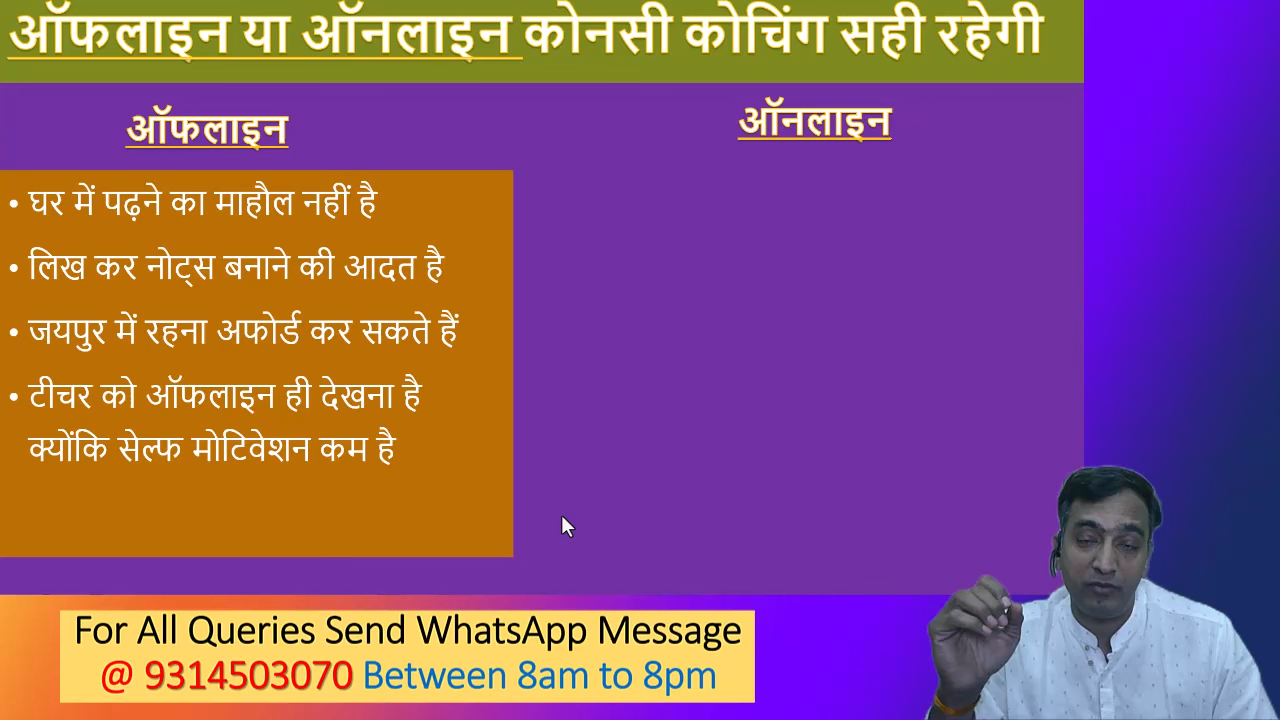 ऑफलाइन या ऑनलाइन कोनसी कोचिंग सही रहेगी
ऑफलाइन
ऑनलाइन
• घर में पढ़ने का माहौल नहीं है
• लिख कर नोट्स बनाने की आदत है
• जयपुर में रहना अफोर्ड कर सकते हैं
• टीचर को ऑफलाइन ही देखना है
क्योंकि सेल्फ मोटिवेशन कम है
For All Queries Send WhatsApp Message
@ 9314503070 Between 8am to 8pm